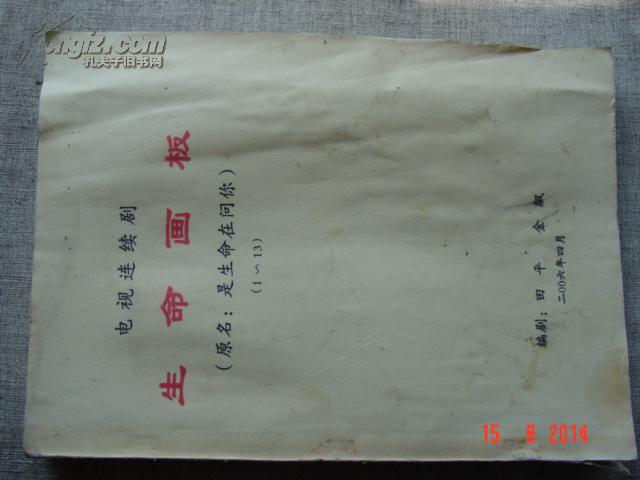 kongfz.com
孔夫子旧书网
电视连续剧
生命画板
（原名：是生命在问你）
（1～13）
编剧：田平 金毅
二00六年四月
15 8 2014